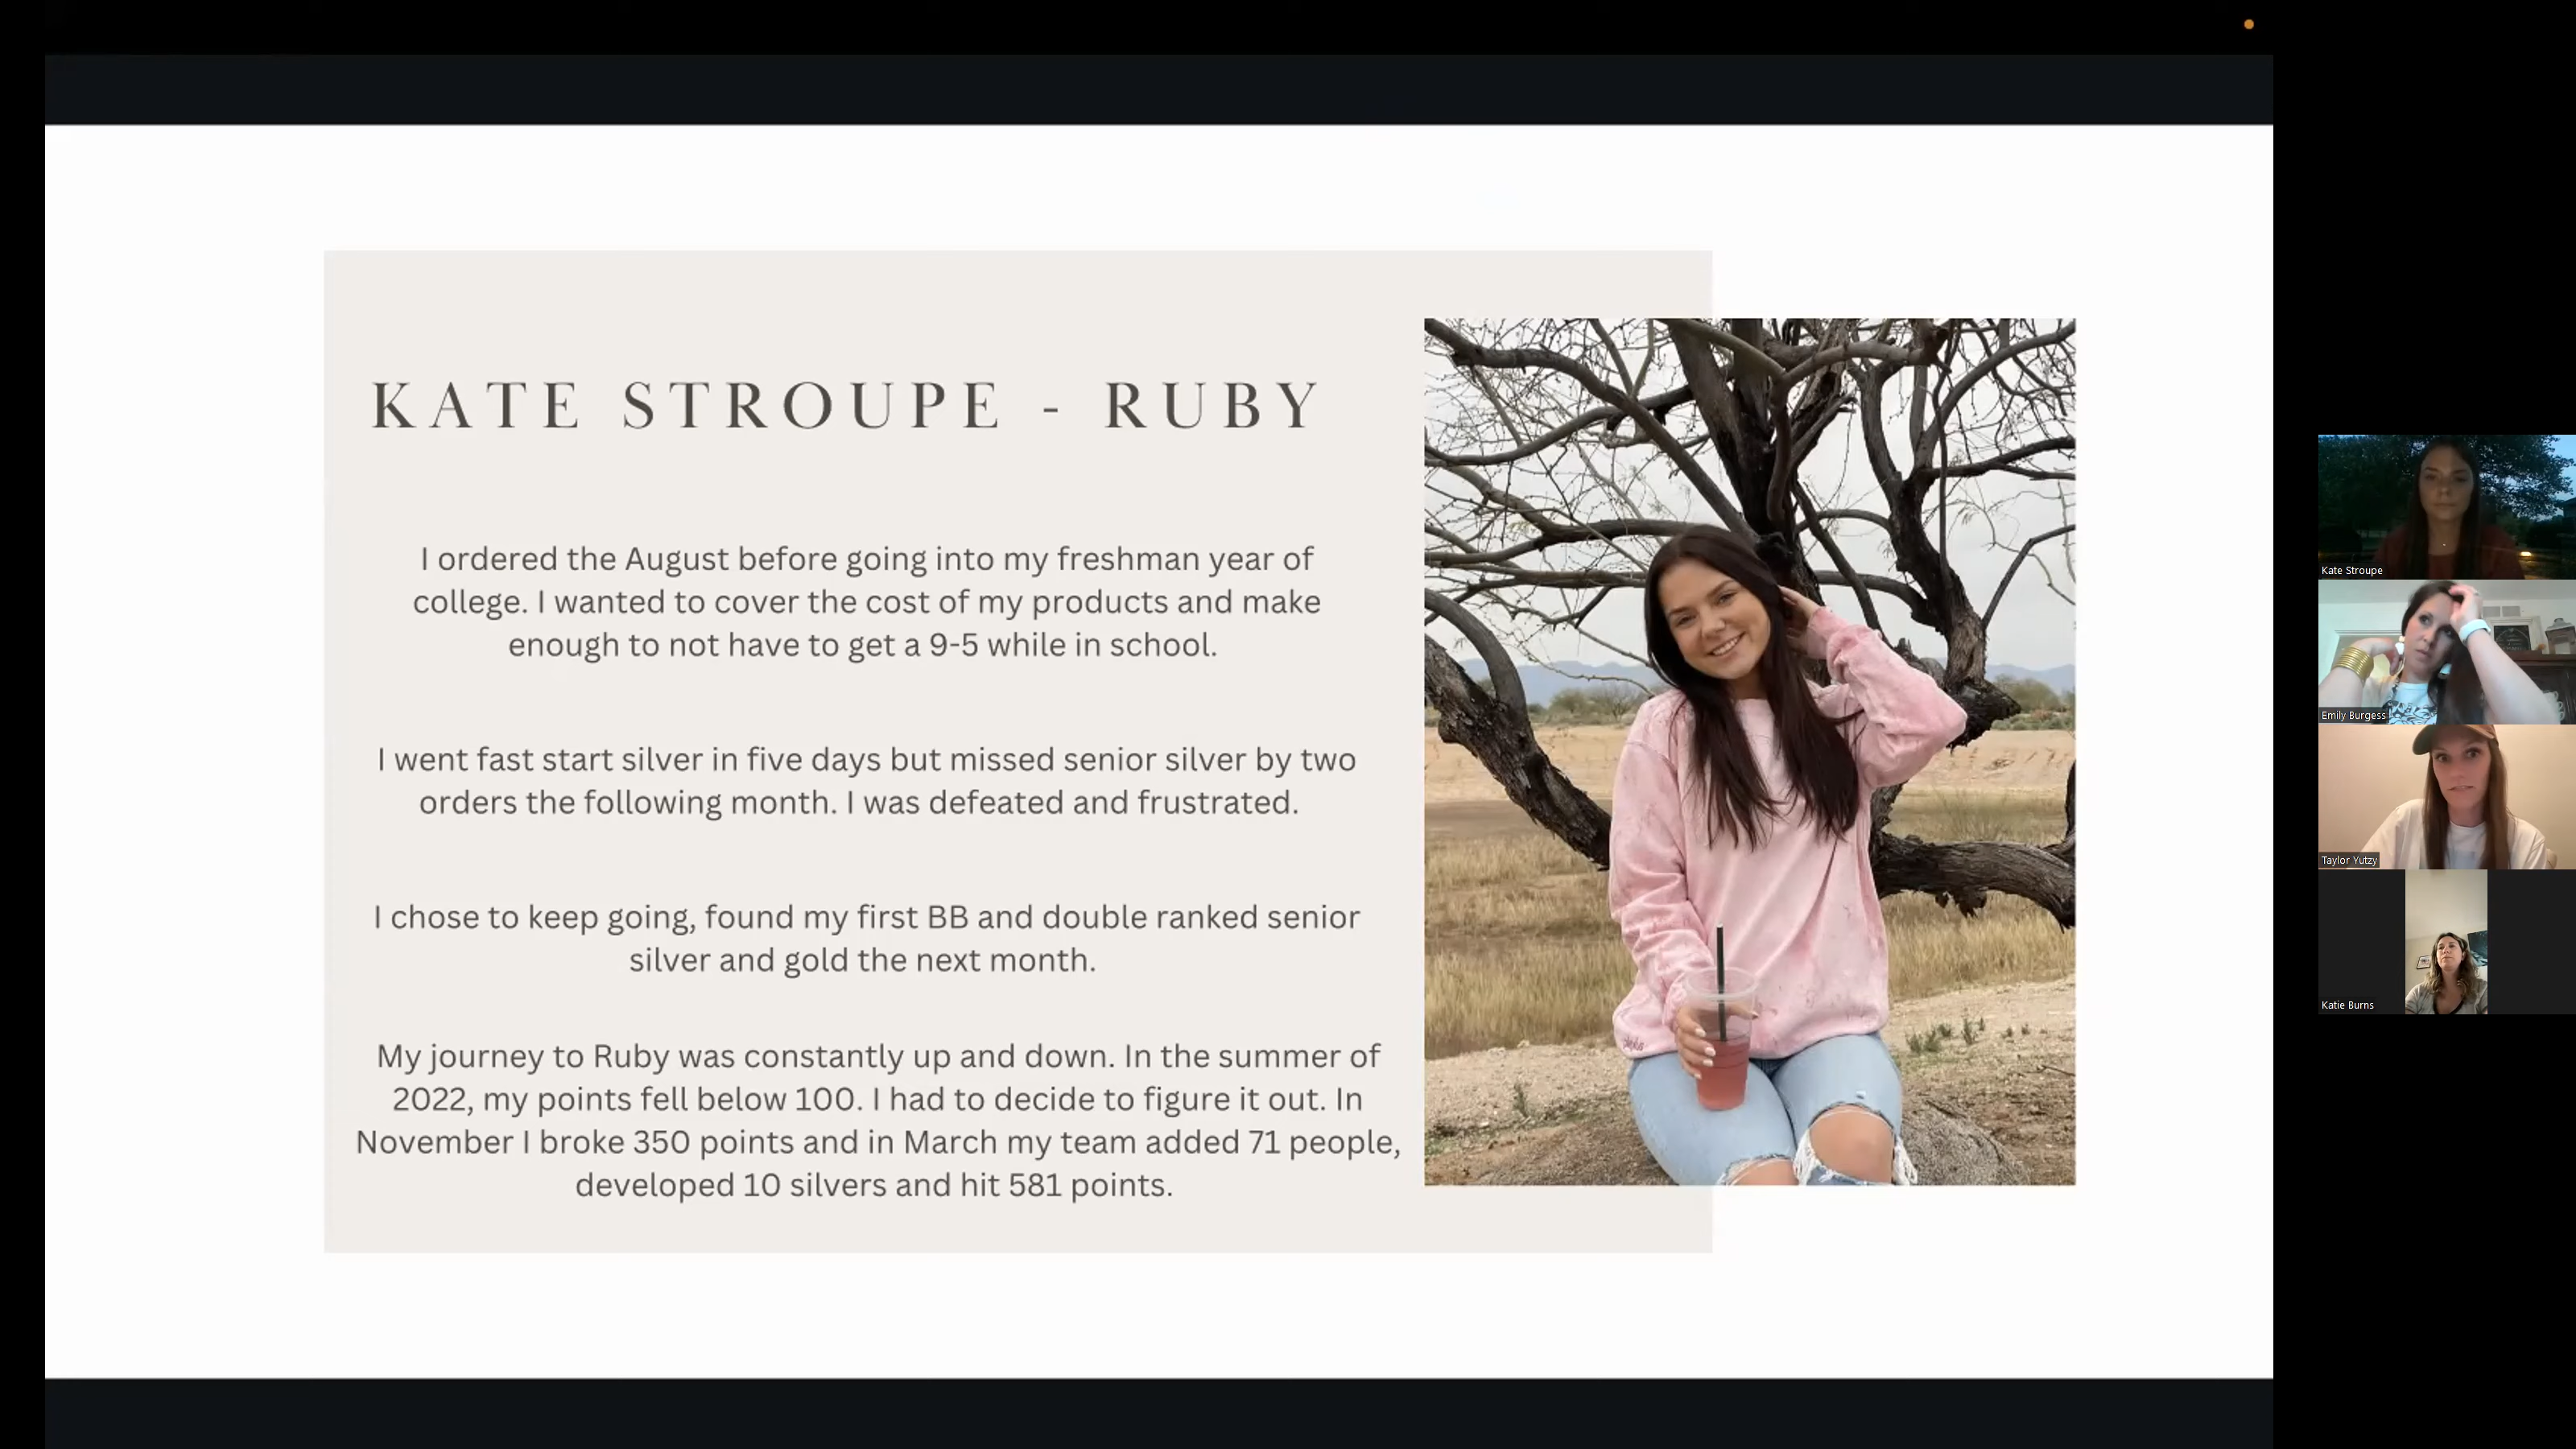 KATE STROUPE - RUBY
I ordered the August before going into my freshman year of
college. I wanted to cover the cost of my products and make
enough to not have to get a 9-5 while in school.
I went fast start silver in five days but missed senior silver by two
orders the following month. I was defeated and frustrated.
I chose to keep going, found my first BB and double ranked senior
silver and gold the next month.
My journey to Ruby was constantly up and down. In the summer of
2022, my points fell below 100. I had to decide to figure it out. In
November I broke 350 points and in March my team added 71 people,
developed 10 silvers and hit 581 points.
Kate Stroupe
Emily Burgess
Taylor Yutzy
Katie Burns